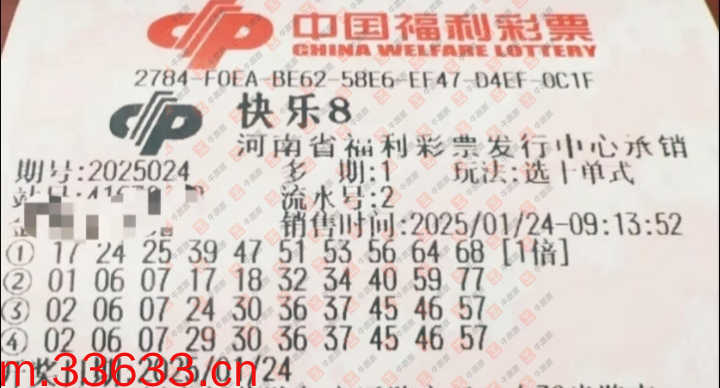 中国福利彩票
CHINA WELFARE LOTTERY
2784-F0EA-BE62-58E6-EF47-D4EF-0C1F
快乐8
河南省福利彩票发行中心承销
期号:2025024 多期:1 玩法:选十单式
站号: 流水号:2
销售时间:2025/01/24-09:13:52
① 17 24 25 39 47 51 53 56 64 68 [1倍]
② 01 06 07 17 18 32 34 40 59 77
③ 02 06 07 24 30 36 37 45 46 57
④ 02 06 07 29 30 36 37 45 46 57
2025/01/24
m.33633.cn